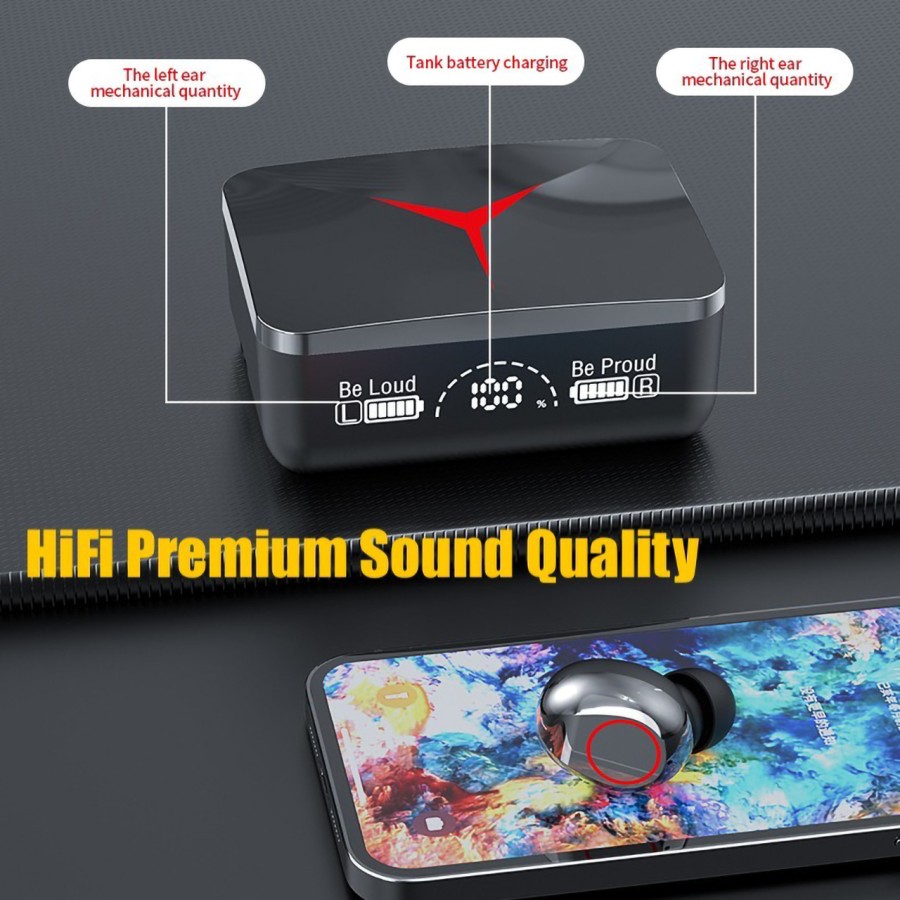 The left ear
mechanical quantity
Tank battery charging
The right ear
mechanical quantity
Be Loud
L
100
%
Be Proud
R
HiFi Premium Sound Quality